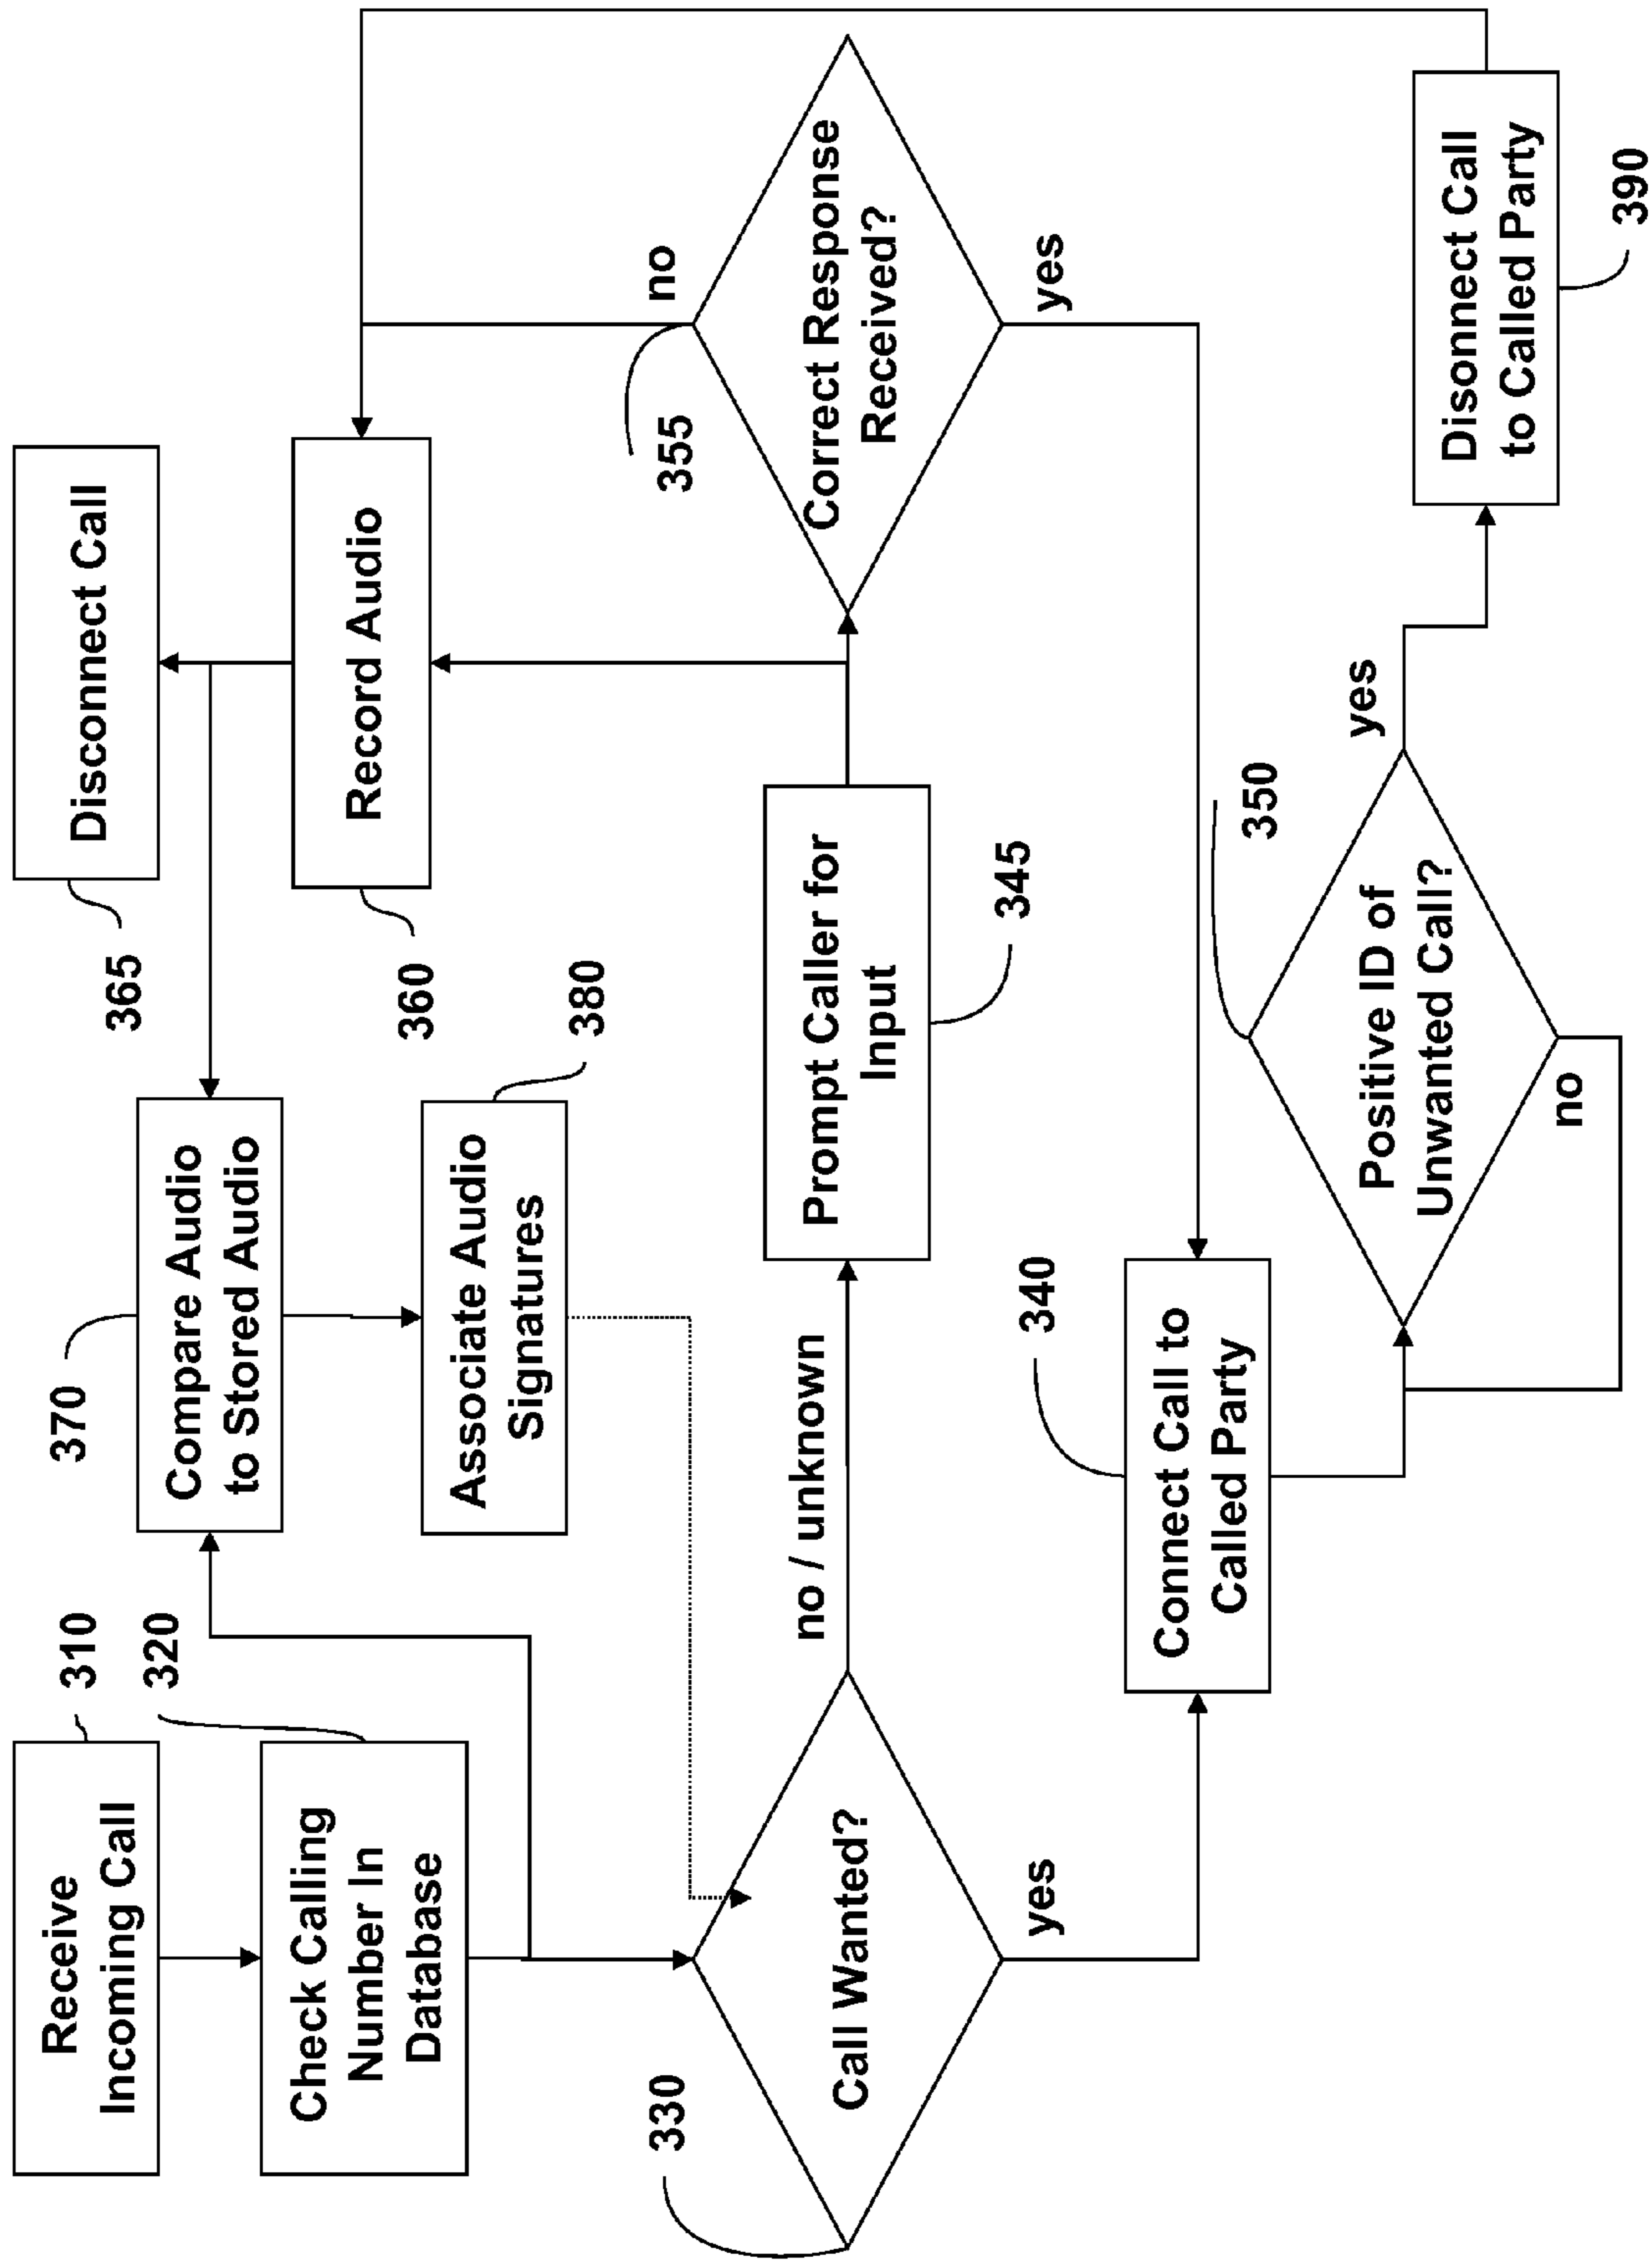 Receive
Incoming Call
310
Check Calling
Number In
Database
320
330
Call Wanted?
yes
no / unknown
370
Compare Audio
to Stored Audio
Associate Audio
Signatures
380
Disconnect Call
365
Record Audio
360
Prompt Caller for
Input
345
355
Correct Response
Received?
no
yes
340
Connect Call to
Called Party
350
Positive ID of
Unwanted Call?
yes
no
Disonnect Call
to Called Party
390